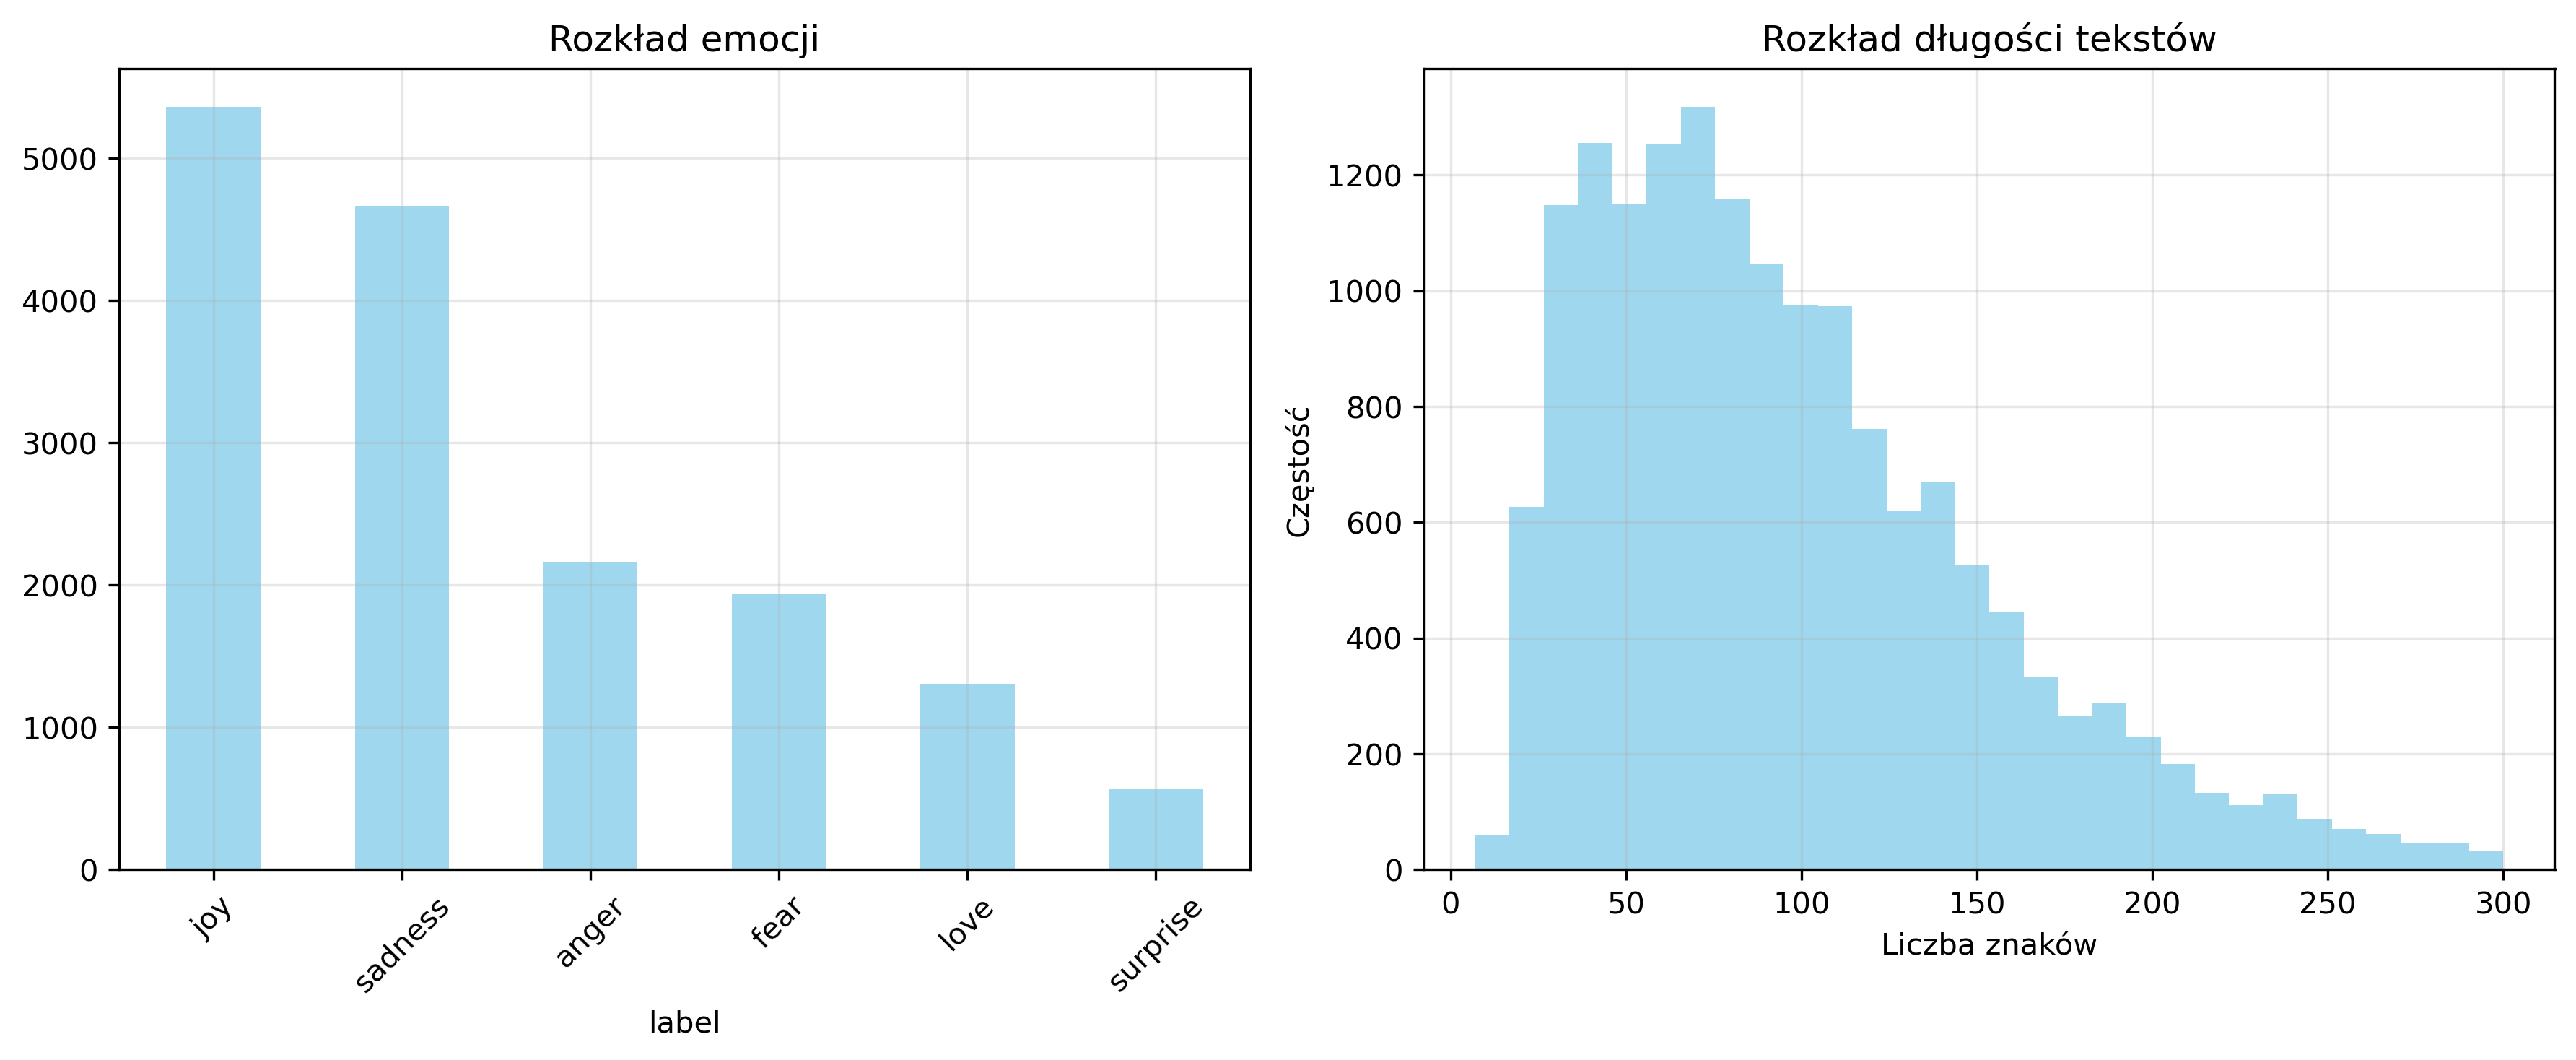 Rozkład emocji
5000
4000
3000
2000
1000
0
joy
sadness
anger
fear
love
surprise
label
Rozkład długości tekstów
Częstość
1200
1000
800
600
400
200
0
0
50
100
150
200
250
300
Liczba znaków